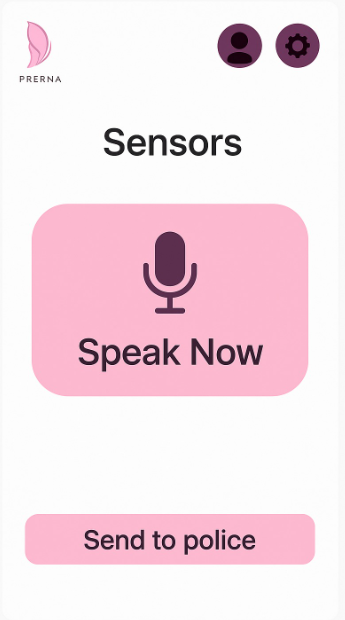 PRERNA
Sensors
Speak Now
Send to police